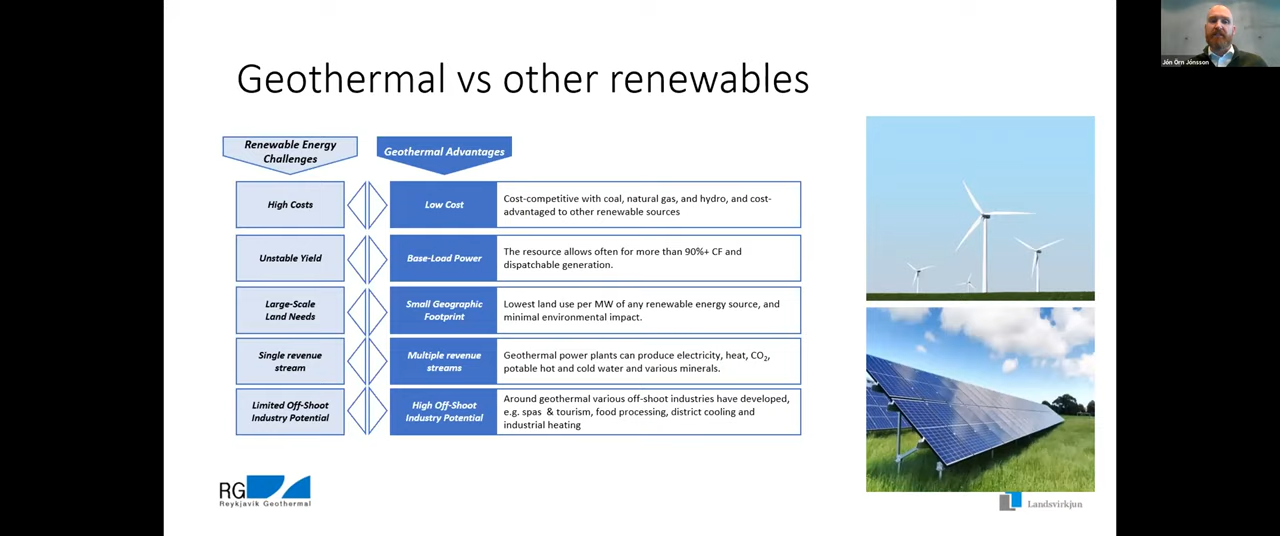 Geothermal vs other renewables
Jón Örn Jónsson
Renewable Energy
Challenges
Geothermal Advantages
High Costs
Low Cost
Cost-competitive with coal, natural gas, and hydro, and cost-
advantaged to other renewable sources
Unstable Yield
Base-Load Power
The resource allows often for more than 90%+ CF and
dispatchable generation.
Large-Scale
Land Needs
Small Geographic
Footprint
Lowest land use per MW of any renewable energy source, and
minimal environmental impact.
Single revenue
stream
Multiple revenue
streams
Geothermal power plants can produce electricity, heat, CO₂,
potable hot and cold water and various minerals.
Limited Off-Shoot
Industry Potential
High Off-Shoot
Industry Potential
Around geothermal various off-shoot industries have developed,
e.g. spas & tourism, food processing, district cooling and
industrial heating
RG
Reykjavik Geothermal
Landsvirkjun